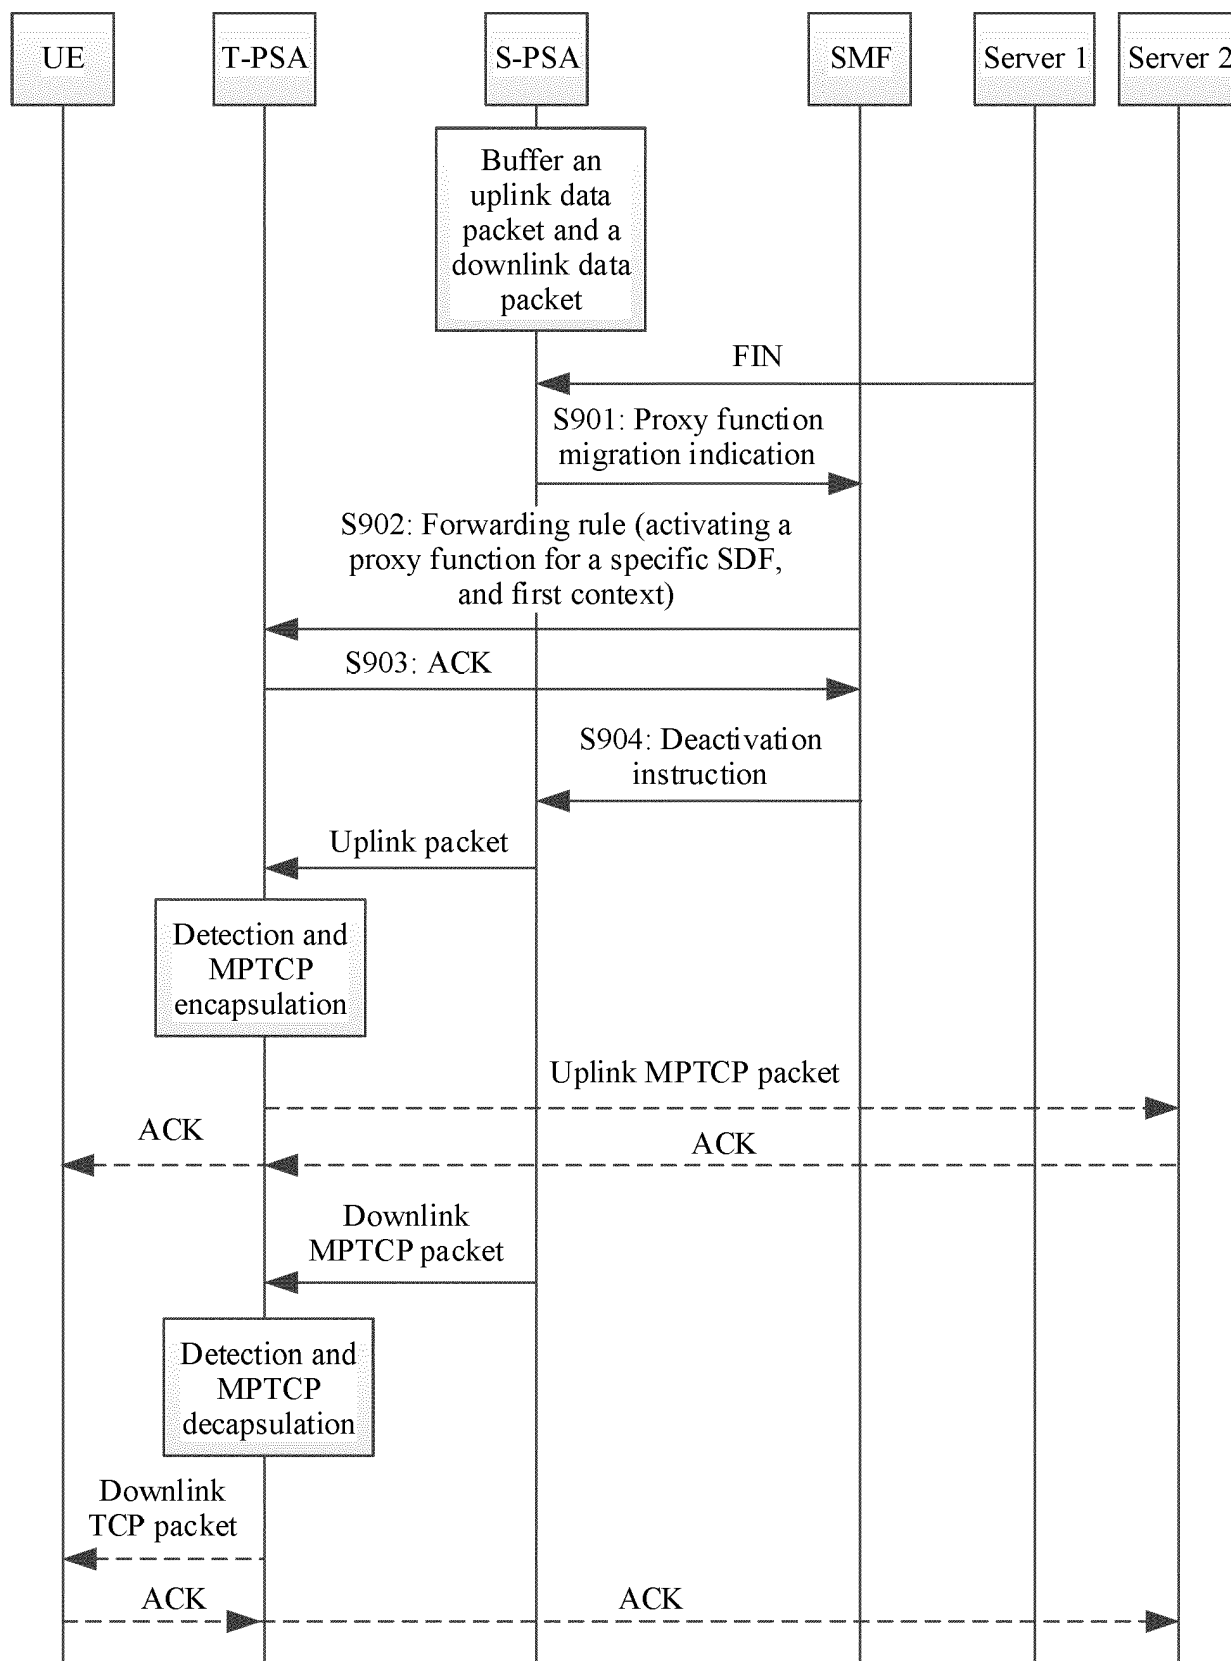 UE
T-PSA
S-PSA
SMF
Server 1
Server 2
Buffer an
uplink data
packet and a
downlink data
packet
FIN
S901: Proxy function
migration indication
S902: Forwarding rule (activating a
proxy function for a specific SDF,
and first context)
S903: ACK
S904: Deactivation
instruction
Uplink packet
Detection and
MPTCP
encapsulation
Uplink MPTCP packet
ACK
ACK
Downlink
MPTCP packet
Detection and
MPTCP
decapsulation
Downlink
TCP packet
ACK
ACK